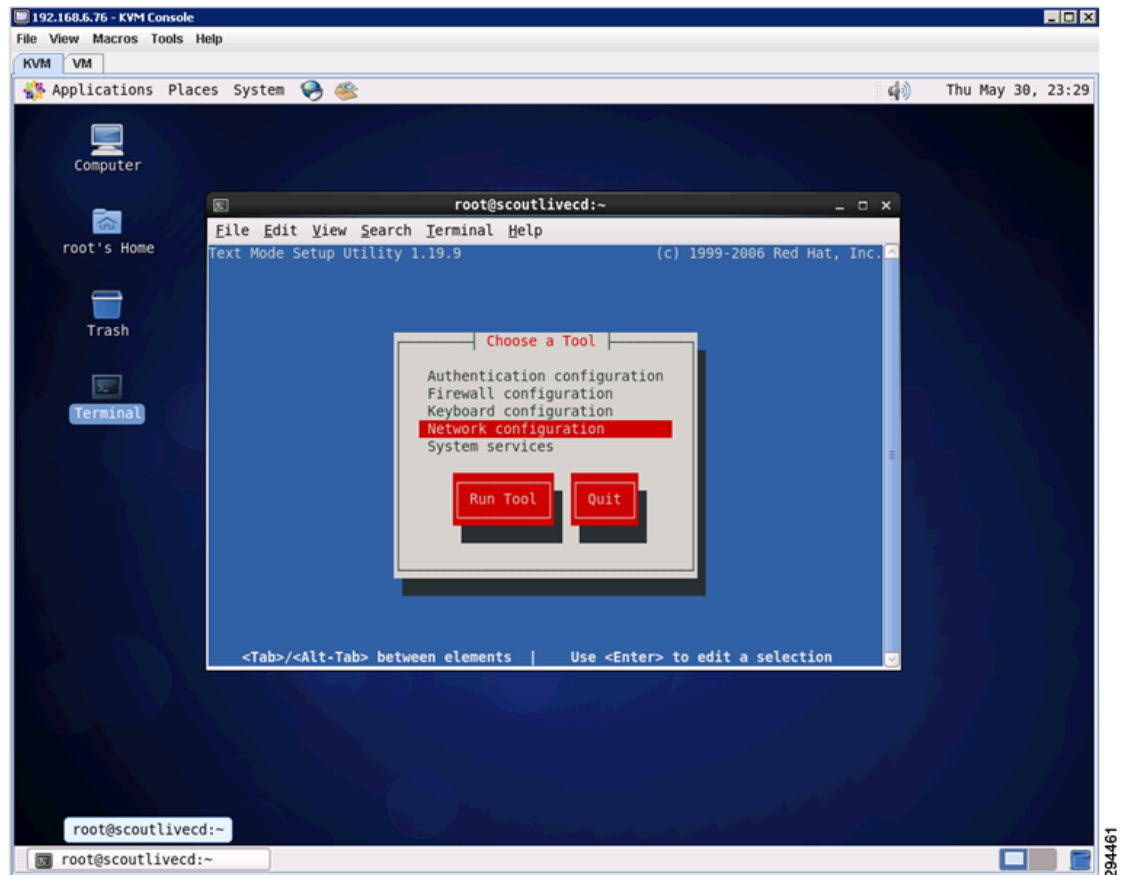 192.168.6.76 - KVM Console
File View Macros Tools Help
KVM VM
Applications Places System Thu May 30, 23:29
Computer
root's Home
Trash
Terminal
root@scoutlivecd:~
File Edit View Search Terminal Help
Text Mode Setup Utility 1.19.9 (c) 1999-2006 Red Hat, Inc.
Choose a Tool
Authentication configuration
Firewall configuration
Keyboard configuration
Network configuration
System services
Run Tool Quit
<Tab>/<Alt-Tab> between elements | Use <Enter> to edit a selection
root@scoutlivecd:~
root@scoutlivecd:~
294461